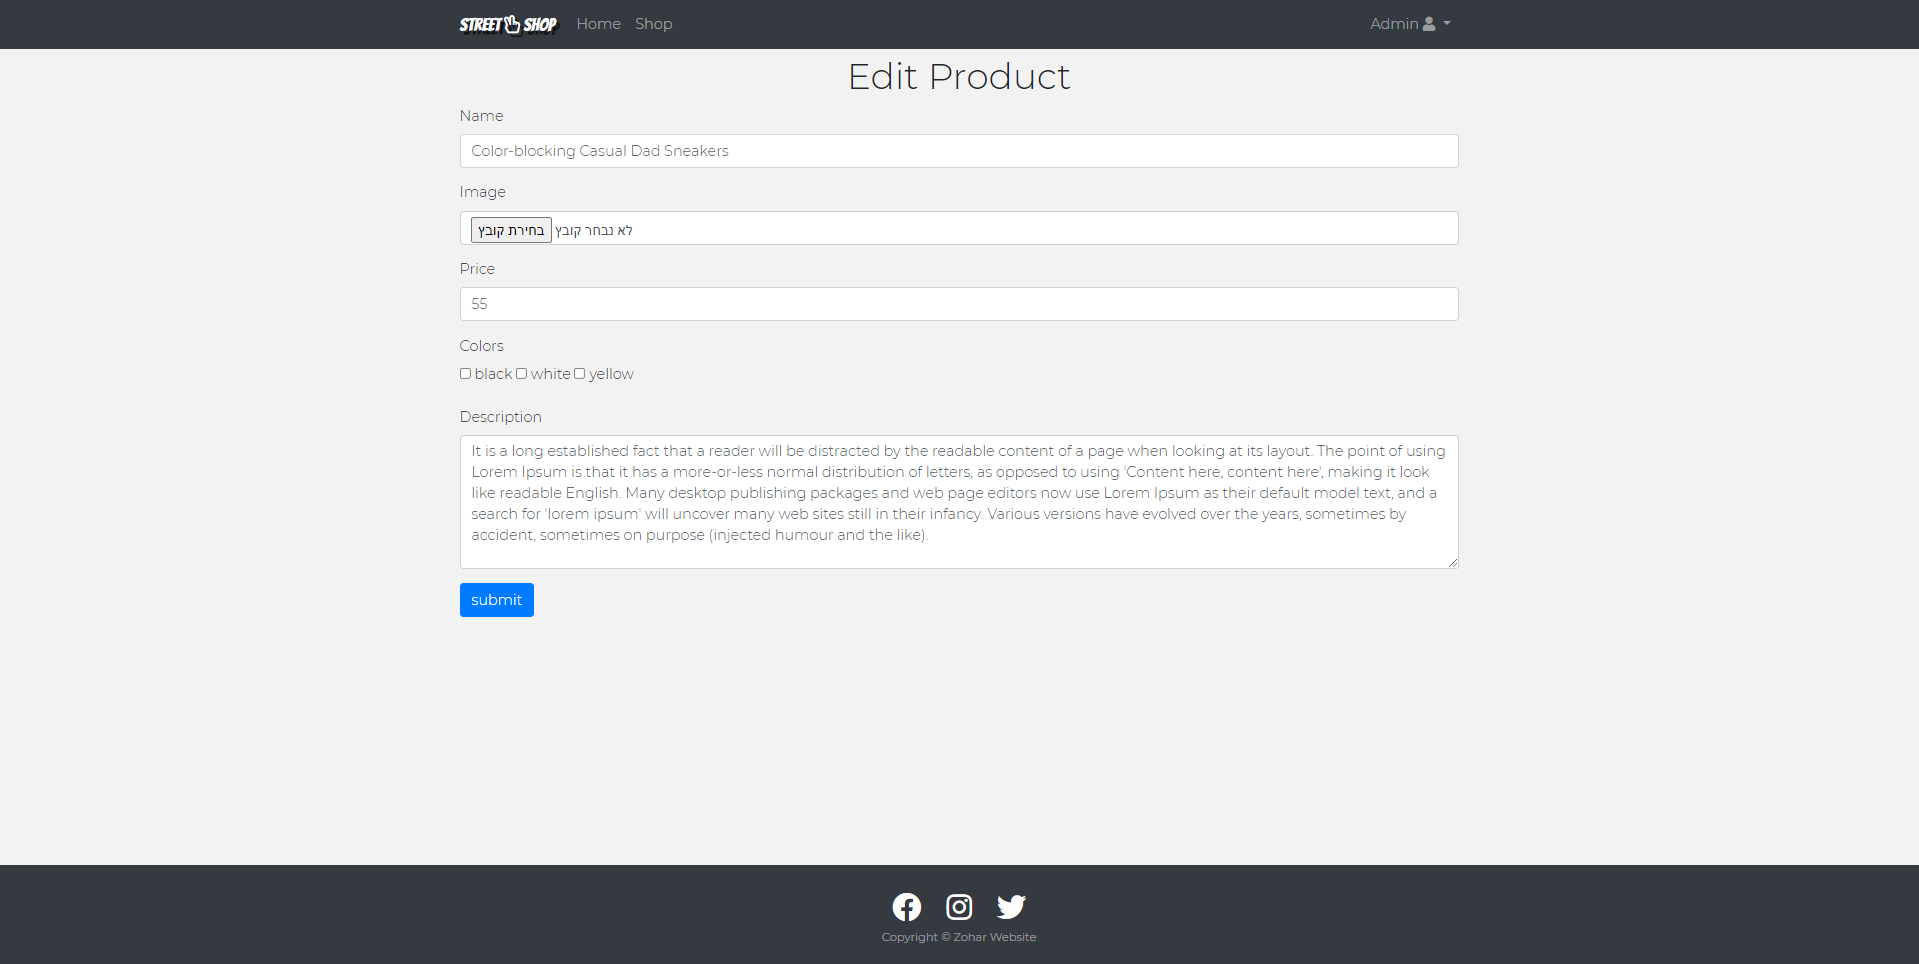 STREET SHOP Home Shop Admin
Edit Product
Name
Color-blocking Casual Dad Sneakers
Image
בחירת קובץ לא נבחר קובץ
Price
55
Colors
black white yellow
Description
It is a long established fact that a reader will be distracted by the readable content of a page when looking at its layout. The point of using
Lorem Ipsum is that it has a more-or-less normal distribution of letters, as opposed to using 'Content here, content here', making it look
like readable English. Many desktop publishing packages and web page editors now use Lorem Ipsum as their default model text, and a
search for 'lorem ipsum' will uncover many web sites still in their infancy. Various versions have evolved over the years, sometimes by
accident, sometimes on purpose (injected humour and the like).
submit
Copyright © Zohar Website